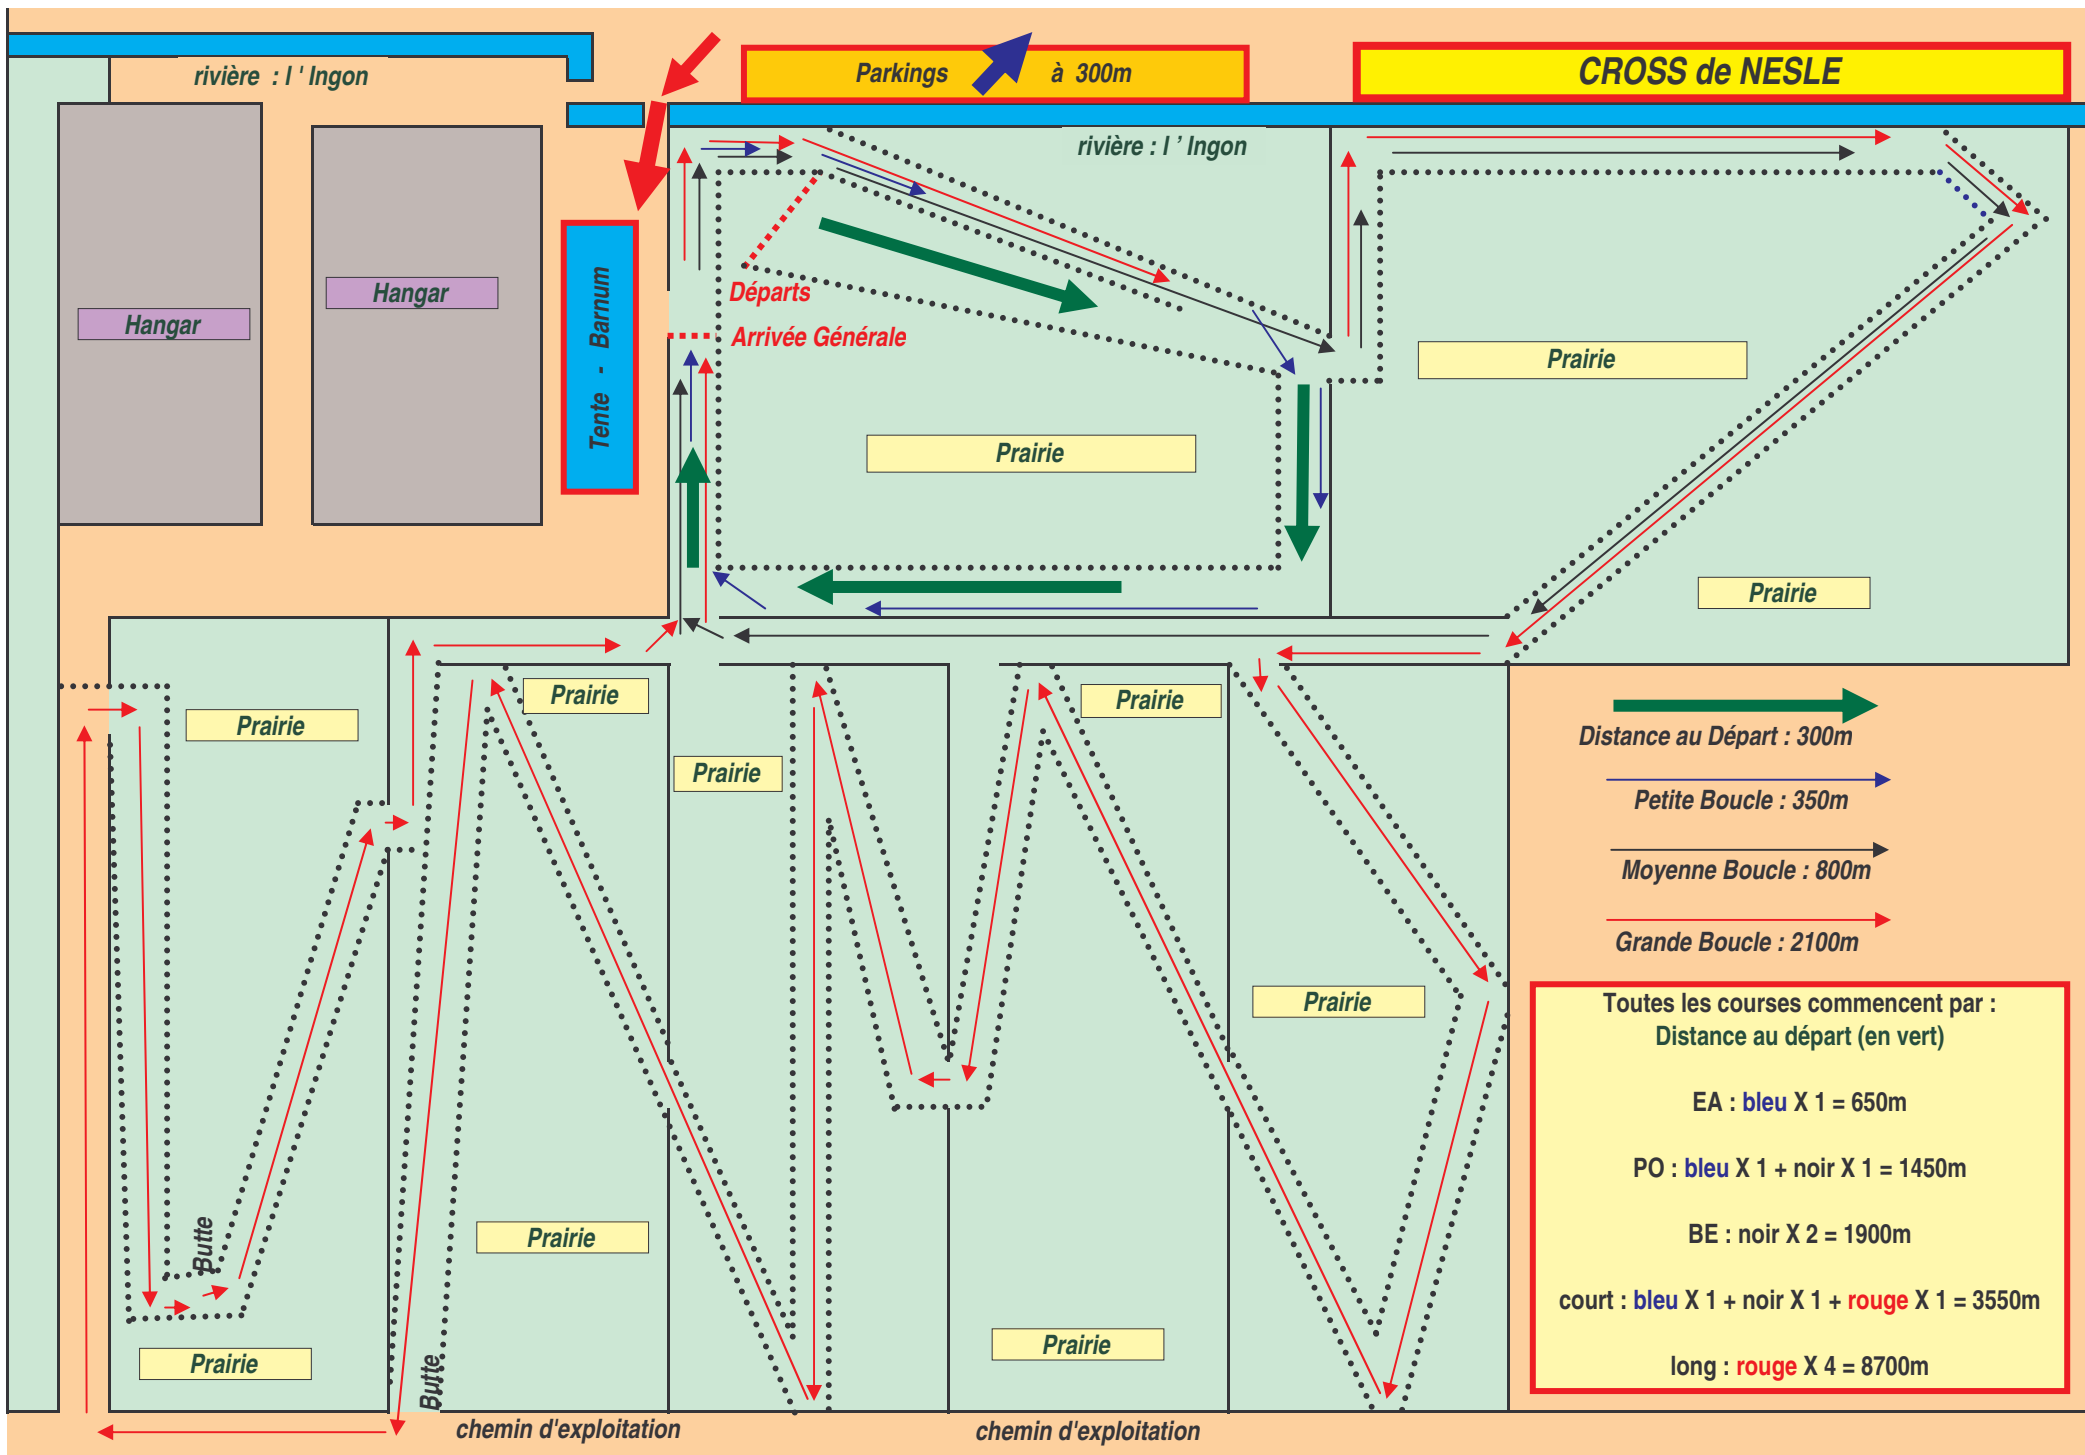 CROSS de NESLE
Parkings à 300m
rivière : l ' Ingon
rivière : l ' Ingon
Hangar
Hangar
Tente - Barnum
Départs
Arrivée Générale
Prairie
Prairie
Prairie
Prairie
Prairie
Prairie
Prairie
Prairie
Prairie
Prairie
Prairie
Butte
Butte
chemin d'exploitation
chemin d'exploitation
Distance au Départ : 300m
Petite Boucle : 350m
Moyenne Boucle : 800m
Grande Boucle : 2100m
Toutes les courses commencent par :
Distance au départ (en vert)
EA : bleu X 1 = 650m
PO : bleu X 1 + noir X 1 = 1450m
BE : noir X 2 = 1900m
court : bleu X 1 + noir X 1 + rouge X 1 = 3550m
long : rouge X 4 = 8700m